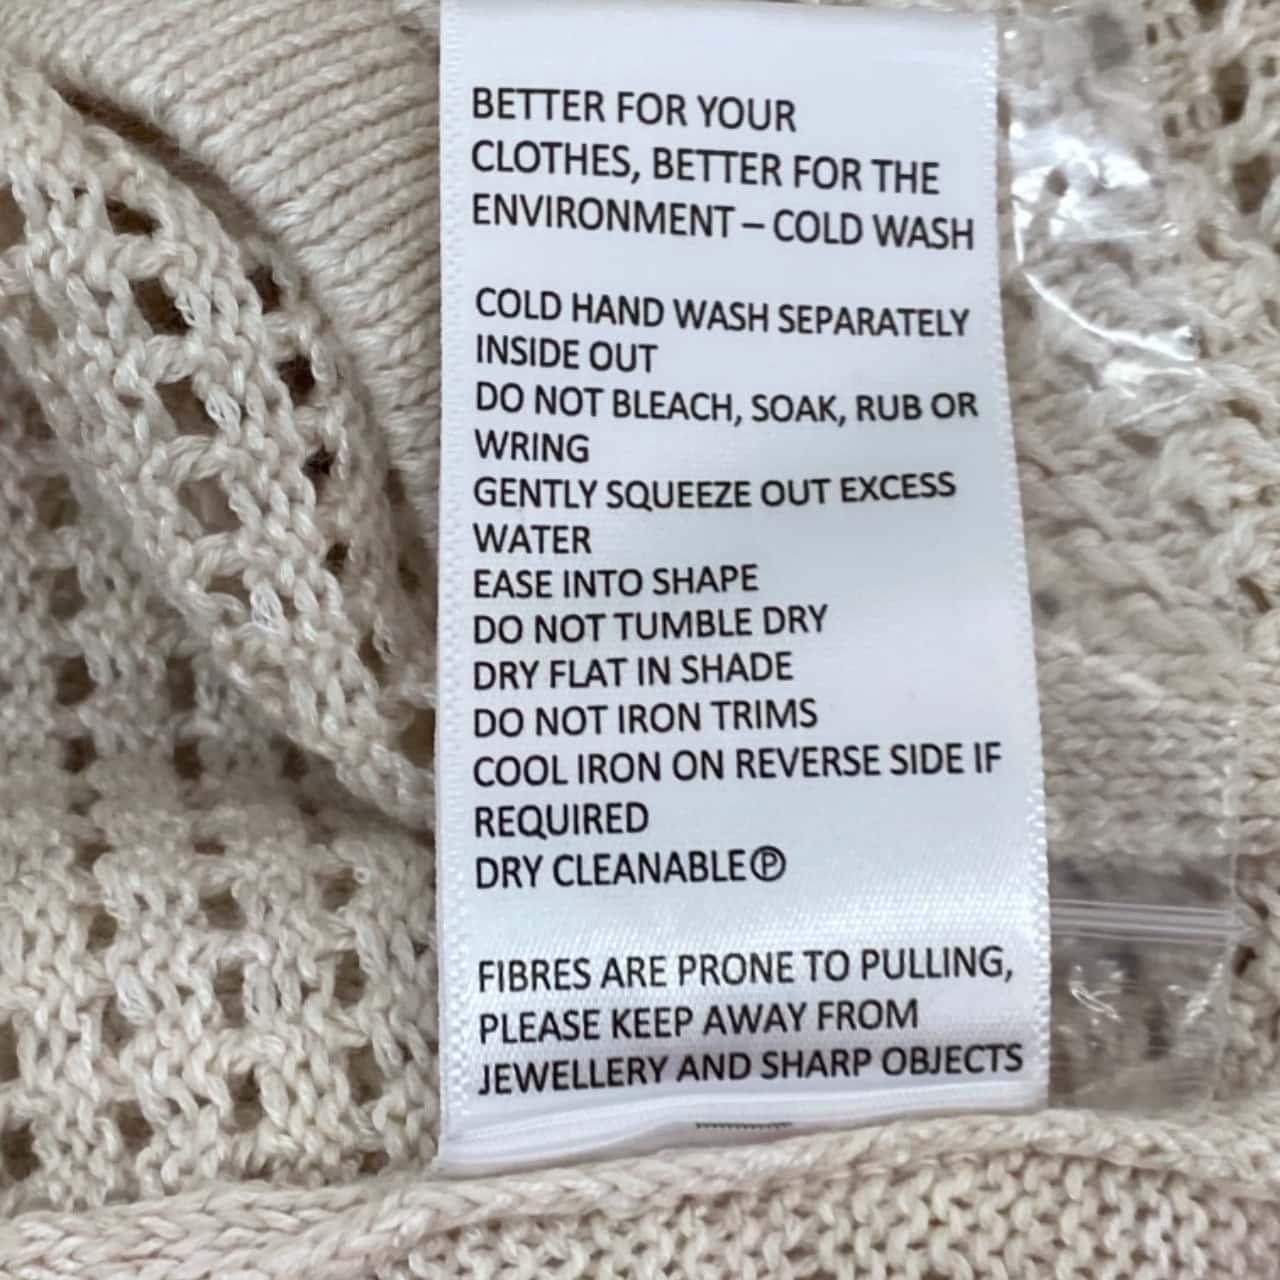 BETTER FOR YOUR
CLOTHES, BETTER FOR THE
ENVIRONMENT – COLD WASH
COLD HAND WASH SEPARATELY
INSIDE OUT
DO NOT BLEACH, SOAK, RUB OR
WRING
GENTLY SQUEEZE OUT EXCESS
WATER
EASE INTO SHAPE
DO NOT TUMBLE DRY
DRY FLAT IN SHADE
DO NOT IRON TRIMS
COOL IRON ON REVERSE SIDE IF
REQUIRED
DRY CLEANABLEⓅ
FIBRES ARE PRONE TO PULLING,
PLEASE KEEP AWAY FROM
JEWELLERY AND SHARP OBJECTS